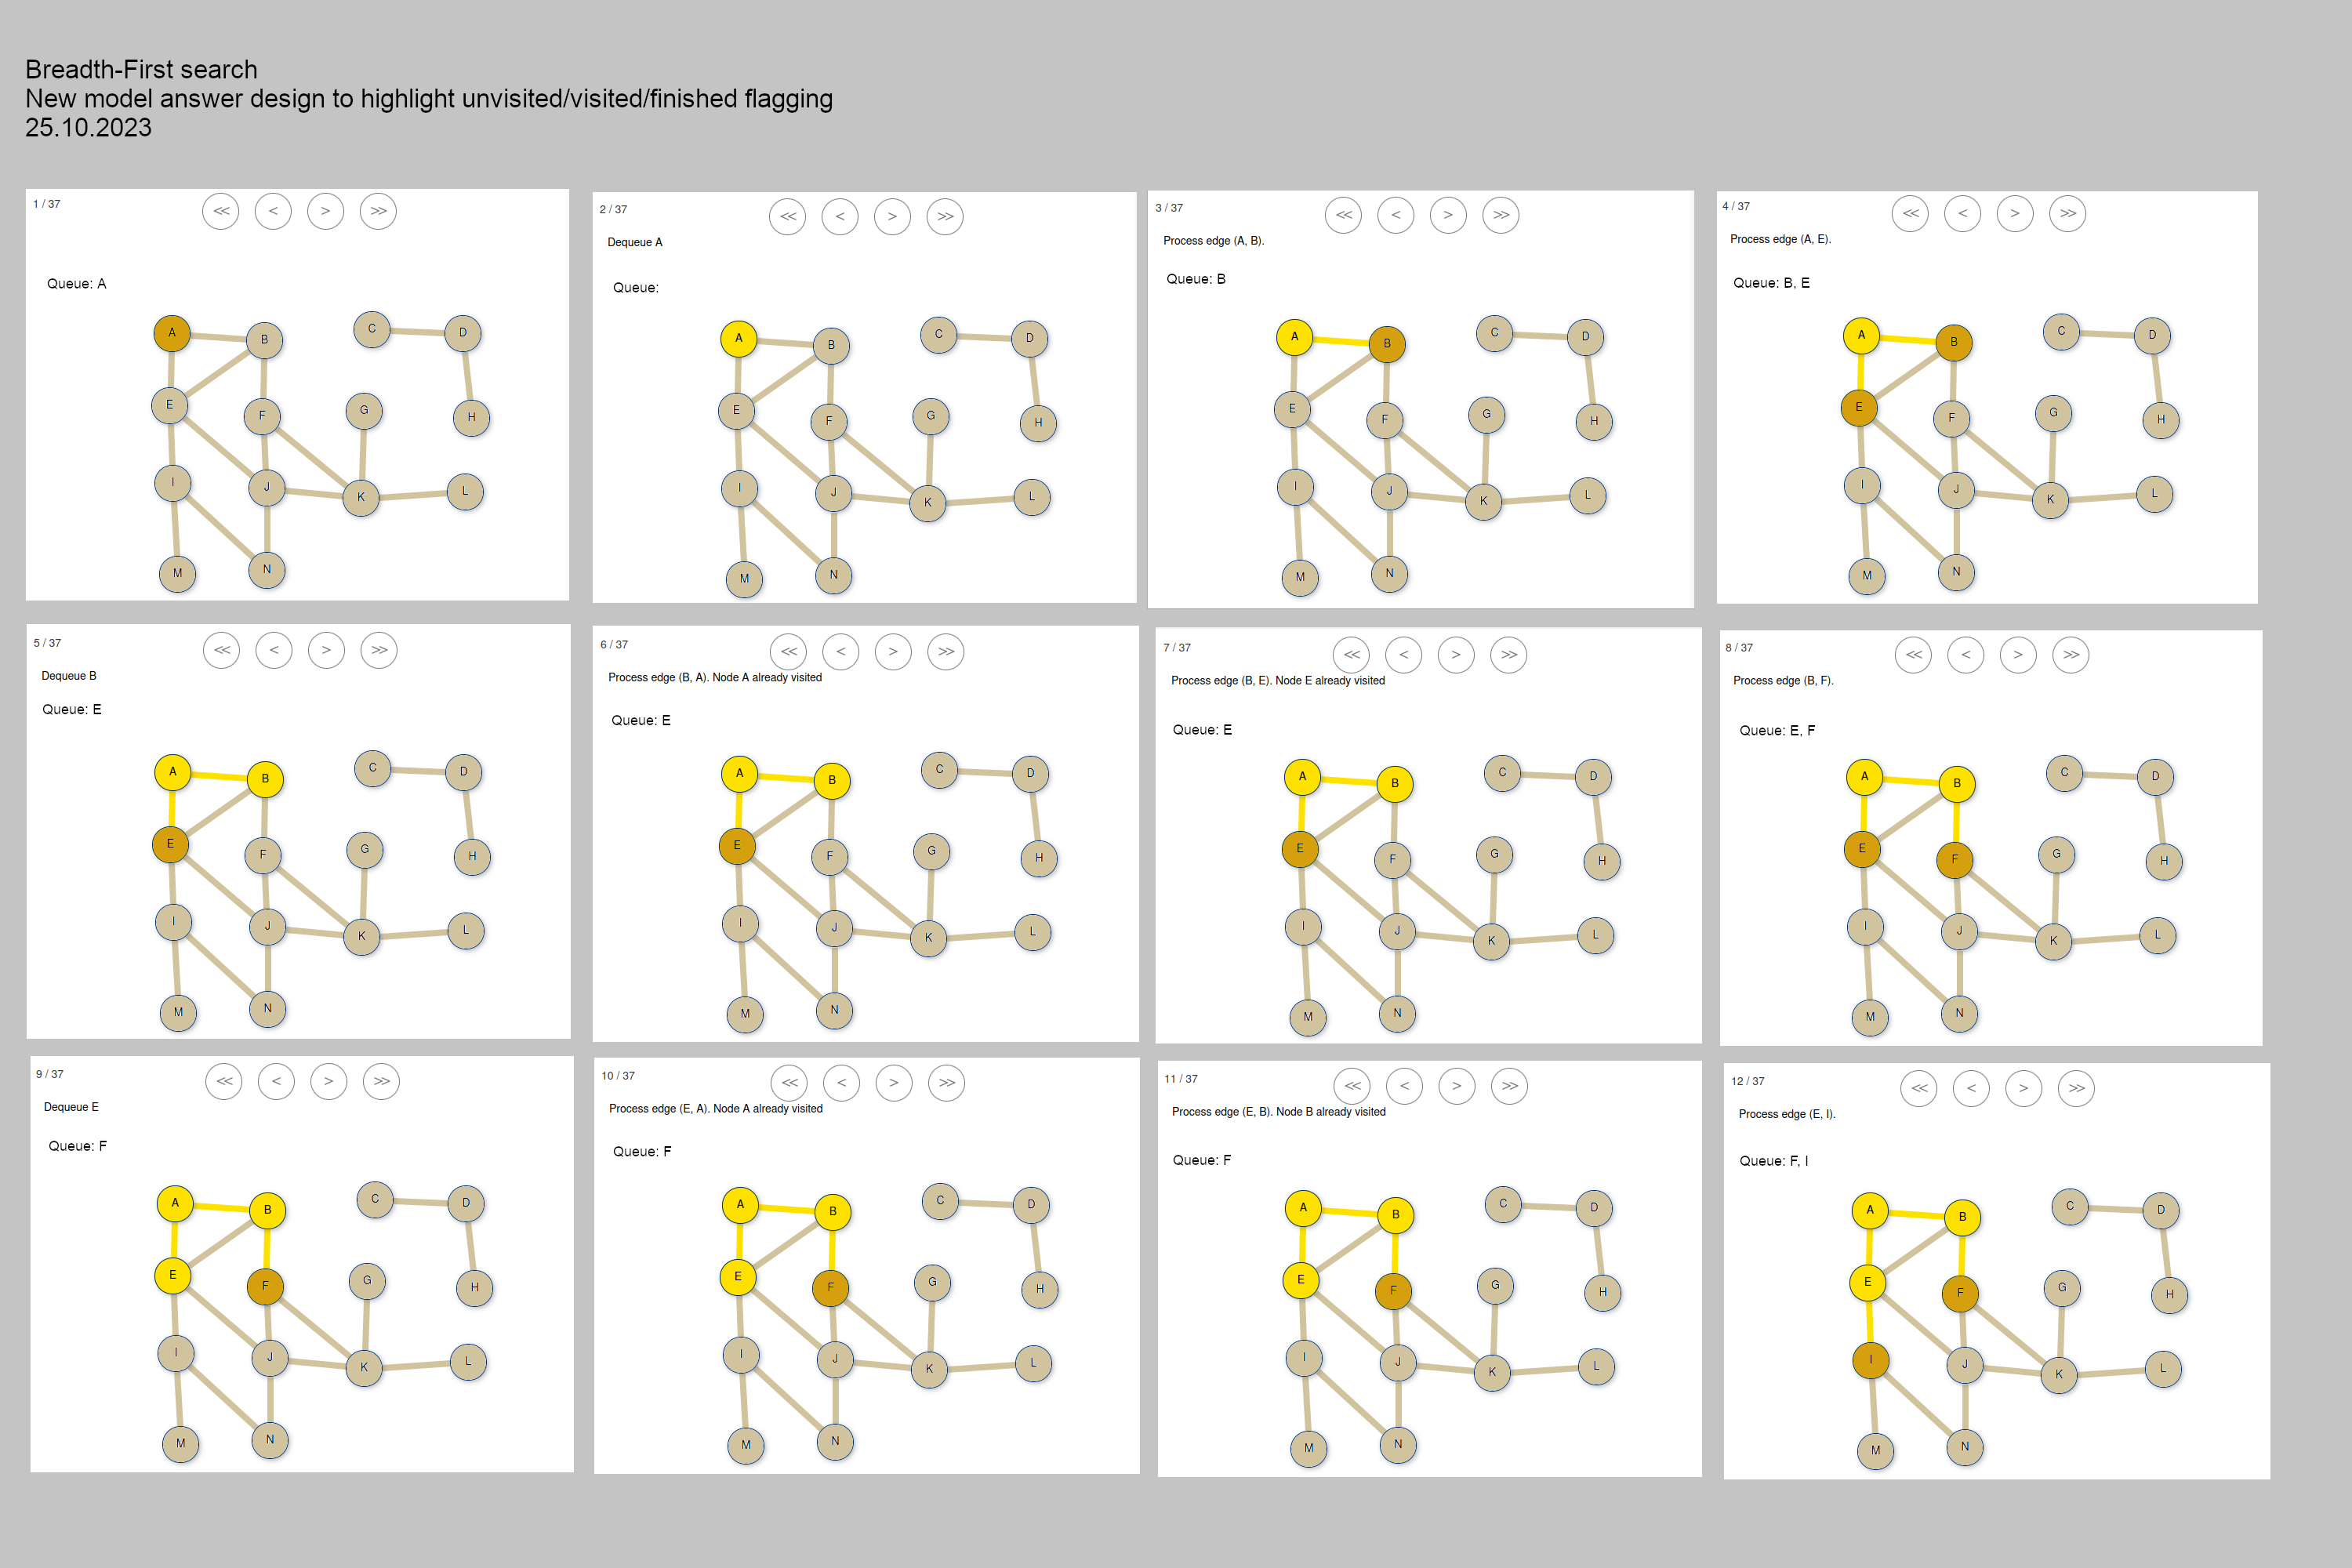 Breadth-First search
New model answer design to highlight unvisited/visited/finished flagging
25.10.2023
1 / 37
<< < > >>
Queue: A
A B C D
E F G H
I J K L
M N
2 / 37
<< < > >>
Dequeue A
Queue:
A B C D
E F G H
I J K L
M N
3 / 37
<< < > >>
Process edge (A, B).
Queue: B
A B C D
E F G H
I J K L
M N
4 / 37
<< < > >>
Process edge (A, E).
Queue: B, E
A B C D
E F G H
I J K L
M N
5 / 37
<< < > >>
Dequeue B
Queue: E
A B C D
E F G H
I J K L
M N
6 / 37
<< < > >>
Process edge (B, A). Node A already visited
Queue: E
A B C D
E F G H
I J K L
M N
7 / 37
<< < > >>
Process edge (B, E). Node E already visited
Queue: E
A B C D
E F G H
I J K L
M N
8 / 37
<< < > >>
Process edge (B, F).
Queue: E, F
A B C D
E F G H
I J K L
M N
9 / 37
<< < > >>
Dequeue E
Queue: F
A B C D
E F G H
I J K L
M N
10 / 37
<< < > >>
Process edge (E, A). Node A already visited
Queue: F
A B C D
E F G H
I J K L
M N
11 / 37
<< < > >>
Process edge (E, B). Node B already visited
Queue: F
A B C D
E F G H
I J K L
M N
12 / 37
<< < > >>
Process edge (E, I).
Queue: F, I
A B C D
E F G H
I J K L
M N